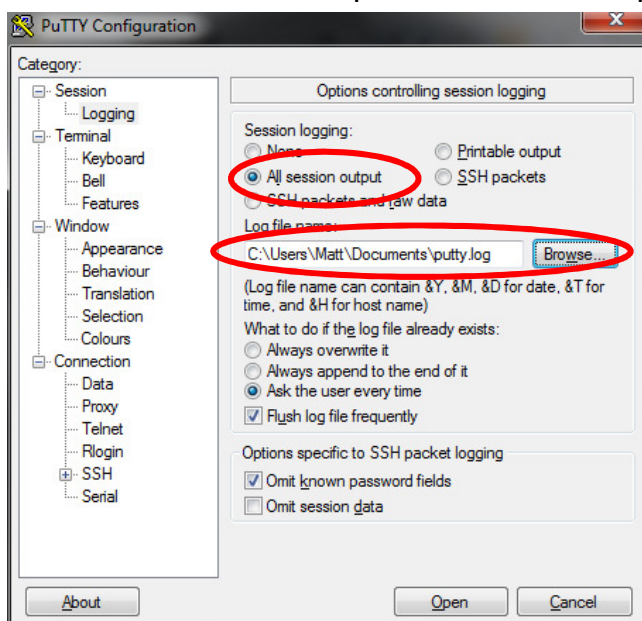 PuTTY Configuration
Category:
Session
Logging
Terminal
Keyboard
Bell
Features
Window
Appearance
Behaviour
Translation
Selection
Colours
Connection
Data
Proxy
Telnet
Rlogin
SSH
Serial
Options controlling session logging
Session logging:
None
Printable output
All session output
SSH packets
SSH packets and raw data
Log file name:
C:\Users\Matt\Documents\putty.log
Browse...
(Log file name can contain &Y, &M, &D for date, &T for
time, and &H for host name)
What to do if the log file already exists:
Always overwrite it
Always append to the end of it
Ask the user every time
Flush log file frequently
Options specific to SSH packet logging
Omit known password fields
Omit session data
About
Open
Cancel